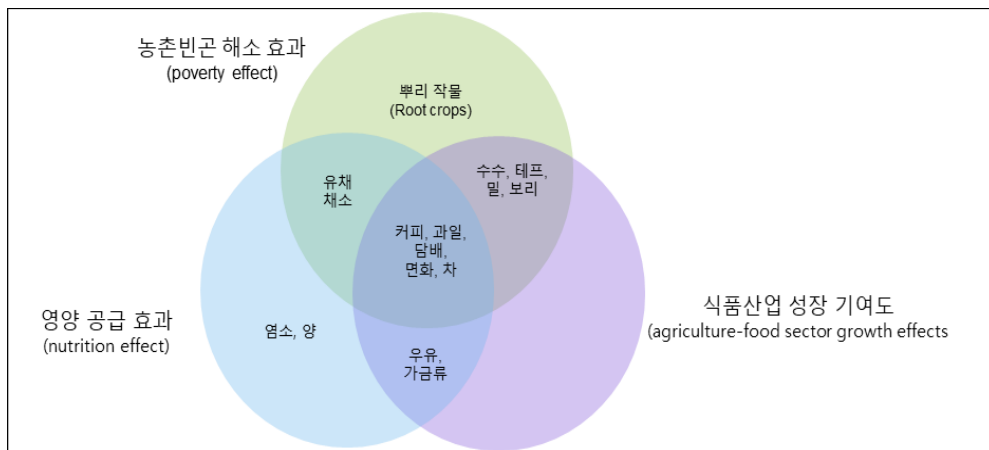 농촌빈곤 해소 효과
(poverty effect)
뿌리 작물
(Root crops)
수수, 테프,
밀, 보리
유채
채소
커피, 과일,
담배,
면화, 차
영양 공급 효과
(nutrition effect)
염소, 양
식품산업 성장 기여도
(agriculture-food sector growth effects
우유,
가금류